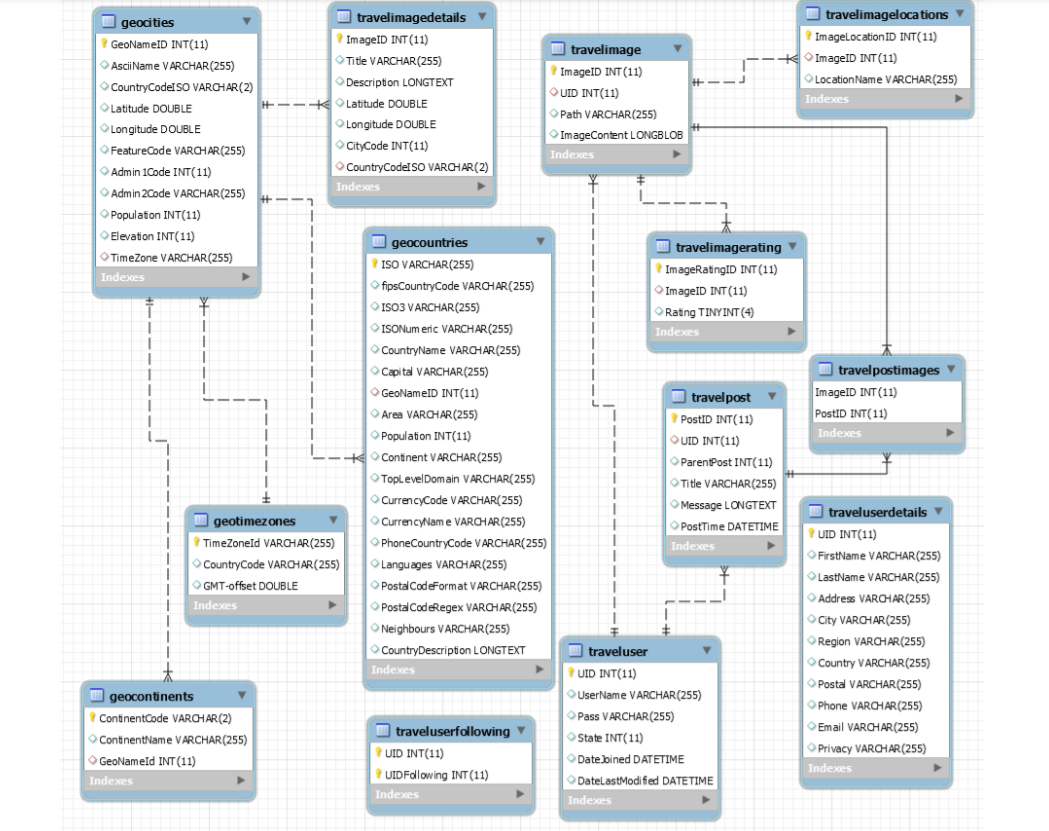 geocities
GeoNameID INT(11)
AsciiName VARCHAR(255)
CountryCodeISO VARCHAR(2)
Latitude DOUBLE
Longitude DOUBLE
FeatureCode VARCHAR(255)
Admin1Code INT(11)
Admin2Code VARCHAR(255)
Population INT(11)
Elevation INT(11)
TimeZone VARCHAR(255)
Indexes
travelimagedetails
ImageID INT(11)
Title VARCHAR(255)
Description LONGTEXT
Latitude DOUBLE
Longitude DOUBLE
CityCode INT(11)
CountryCodeISO VARCHAR(2)
Indexes
travelimage
ImageID INT(11)
UID INT(11)
Path VARCHAR(255)
ImageContent LONGBLOB
Indexes
travelimagelocations
ImageLocationID INT(11)
ImageID INT(11)
LocationName VARCHAR(255)
Indexes
geocountries
ISO VARCHAR(255)
fipsCountryCode VARCHAR(255)
ISO3 VARCHAR(255)
ISONumeric VARCHAR(255)
CountryName VARCHAR(255)
Capital VARCHAR(255)
GeoNameID INT(11)
Area VARCHAR(255)
Population INT(11)
Continent VARCHAR(255)
TopLevelDomain VARCHAR(255)
CurrencyCode VARCHAR(255)
CurrencyName VARCHAR(255)
PhoneCountryCode VARCHAR(255)
Languages VARCHAR(255)
PostalCodeFormat VARCHAR(255)
PostalCodeRegex VARCHAR(255)
Neighbours VARCHAR(255)
CountryDescription LONGTEXT
Indexes
travelimagerating
ImageRatingID INT(11)
ImageID INT(11)
Rating TINYINT(4)
Indexes
travelpostimages
ImageID INT(11)
PostID INT(11)
Indexes
travelpost
PostID INT(11)
UID INT(11)
ParentPost INT(11)
Title VARCHAR(255)
Message LONGTEXT
PostTime DATETIME
Indexes
geotimezones
TimeZoneId VARCHAR(255)
CountryCode VARCHAR(255)
GMT-offset DOUBLE
Indexes
traveluserdetails
UID INT(11)
FirstName VARCHAR(255)
LastName VARCHAR(255)
Address VARCHAR(255)
City VARCHAR(255)
Region VARCHAR(255)
Country VARCHAR(255)
Postal VARCHAR(255)
Phone VARCHAR(255)
Email VARCHAR(255)
Privacy VARCHAR(255)
Indexes
geocontinents
ContinentCode VARCHAR(2)
ContinentName VARCHAR(255)
GeoNameId INT(11)
Indexes
traveluserfollowing
UID INT(11)
UIDFollowing INT(11)
Indexes
traveluser
UID INT(11)
UserName VARCHAR(255)
Pass VARCHAR(255)
State INT(11)
DateJoined DATETIME
DateLastModified DATETIME
Indexes